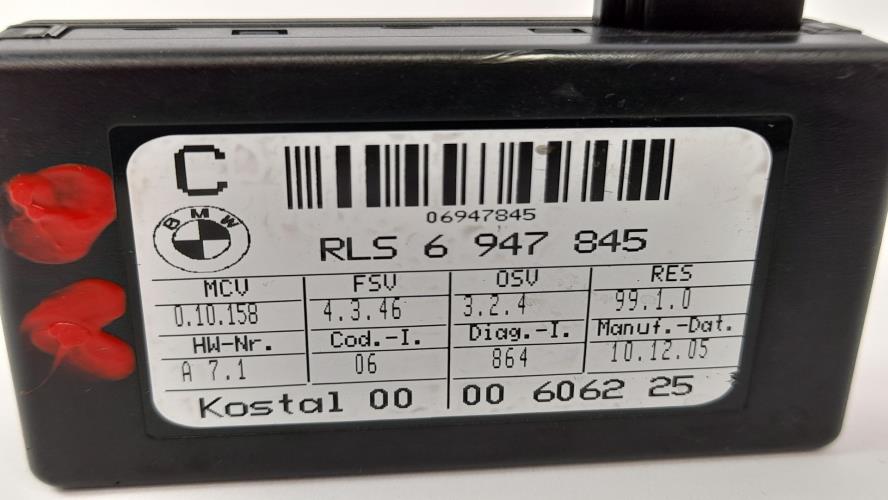 C
06947845
BMW
RLS 6 947 845
MCV FSV OSV RES
0.10.158 4.3.46 3.2.4 99.1.0
HW-Nr. Cod.-I. Diag.-I. Manuf.-Dat.
A 7.1 06 864 10.12.05
Kostal 00 00 6062 25